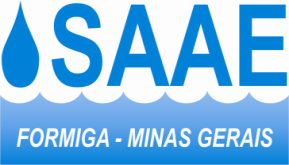 SAAE
FORMIGA - MINAS GERAIS